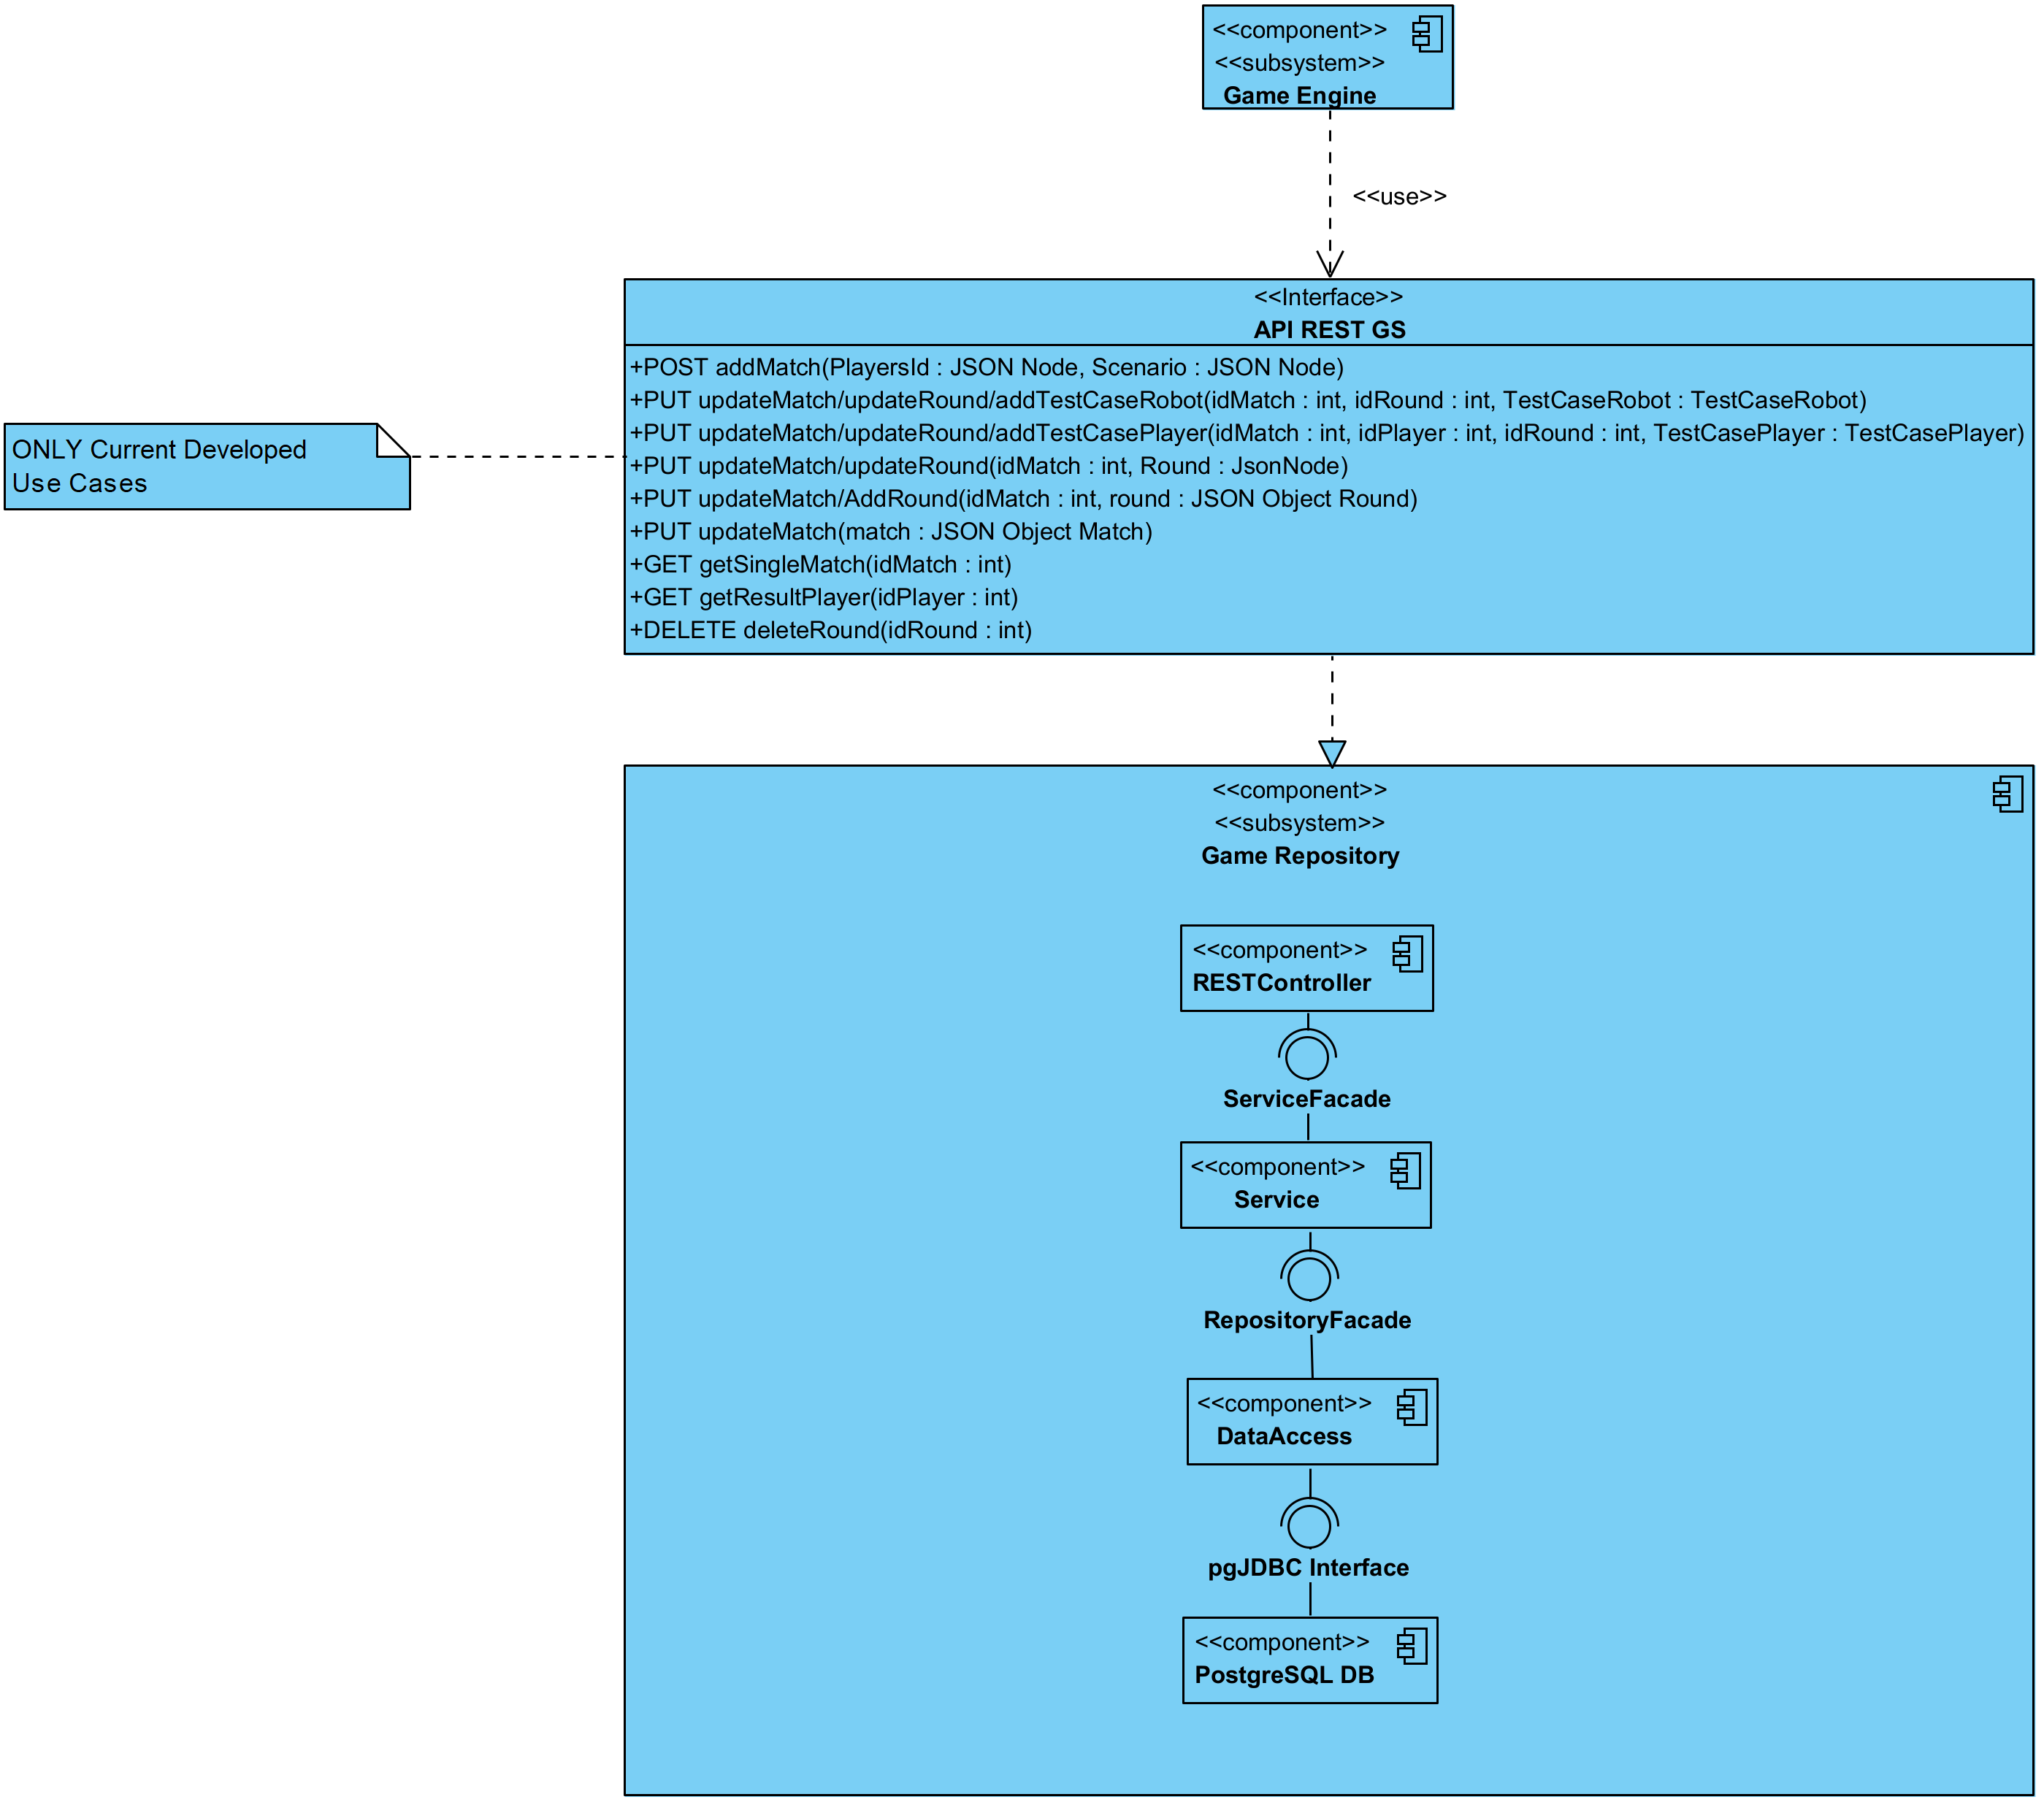 <<component>>
<<subsystem>>
Game Engine
<<use>>
<<Interface>>
API REST GS
+POST addMatch(PlayersId : JSON Node, Scenario : JSON Node)
+PUT updateMatch/updateRound/addTestCaseRobot(idMatch : int, idRound : int, TestCaseRobot : TestCaseRobot)
+PUT updateMatch/updateRound/addTestCasePlayer(idMatch : int, idPlayer : int, idRound : int, TestCasePlayer : TestCasePlayer)
+PUT updateMatch/updateRound(idMatch : int, Round : JsonNode)
+PUT updateMatch/AddRound(idMatch : int, round : JSON Object Round)
+PUT updateMatch(match : JSON Object Match)
+GET getSingleMatch(idMatch : int)
+GET getResultPlayer(idPlayer : int)
+DELETE deleteRound(idRound : int)
ONLY Current Developed
Use Cases
<<component>>
<<subsystem>>
Game Repository
<<component>>
RESTController
ServiceFacade
<<component>>
Service
RepositoryFacade
<<component>>
DataAccess
pgJDBC Interface
<<component>>
PostgreSQL DB